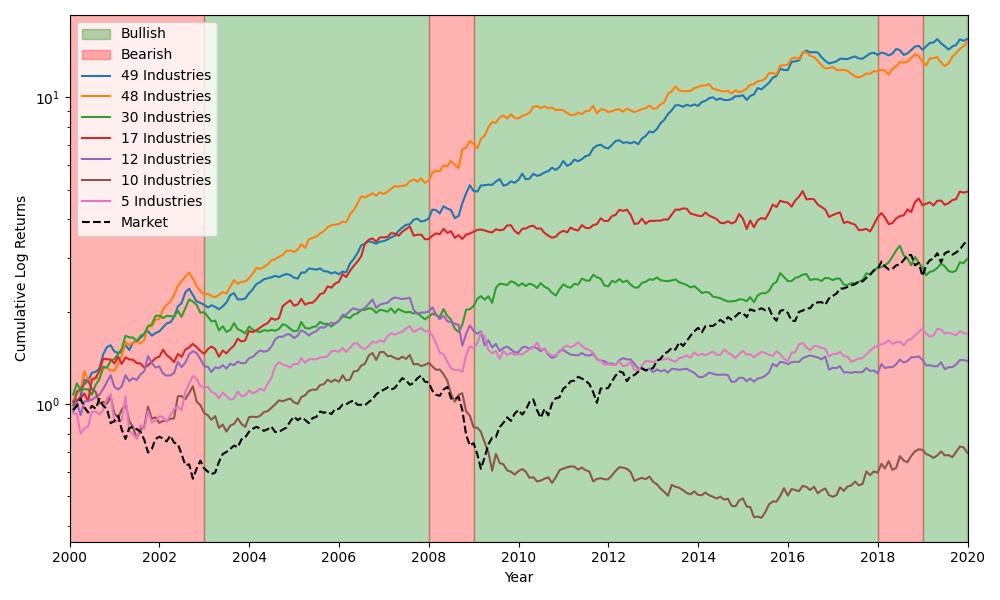 Bullish
Bearish
49 Industries
48 Industries
30 Industries
17 Industries
12 Industries
10 Industries
5 Industries
Market
Cumulative Log Returns
10¹
10⁰
2000 2002 2004 2006 2008 2010 2012 2014 2016 2018 2020
Year